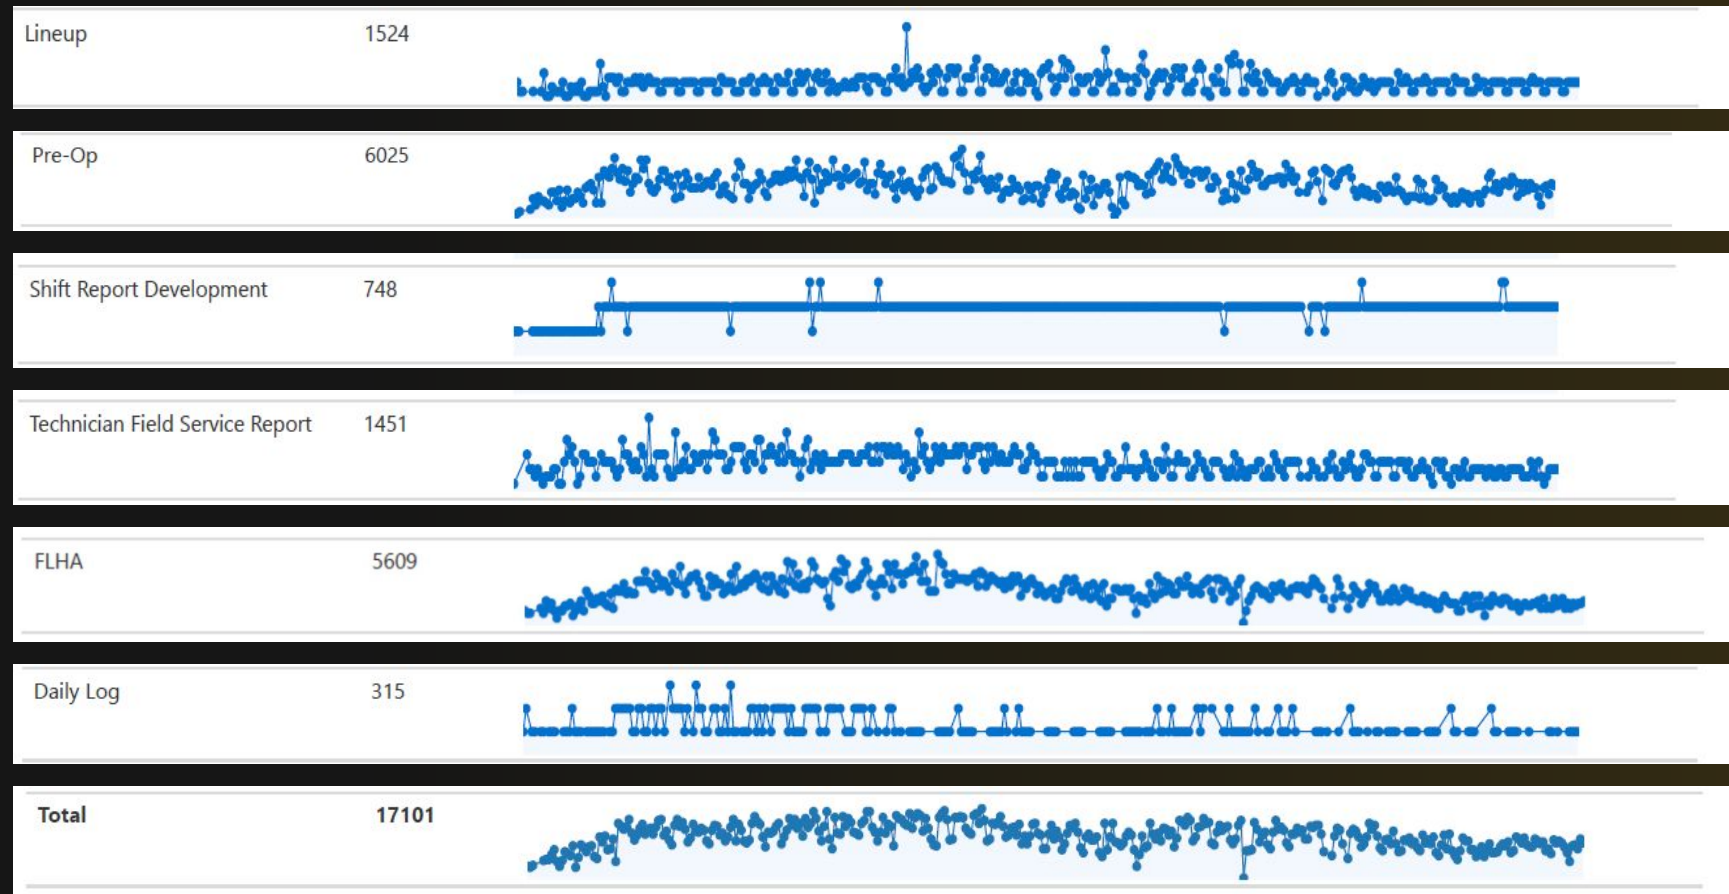 Lineup 1524
Pre-Op 6025
Shift Report Development 748
Technician Field Service Report 1451
FLHA 5609
Daily Log 315
Total 17101